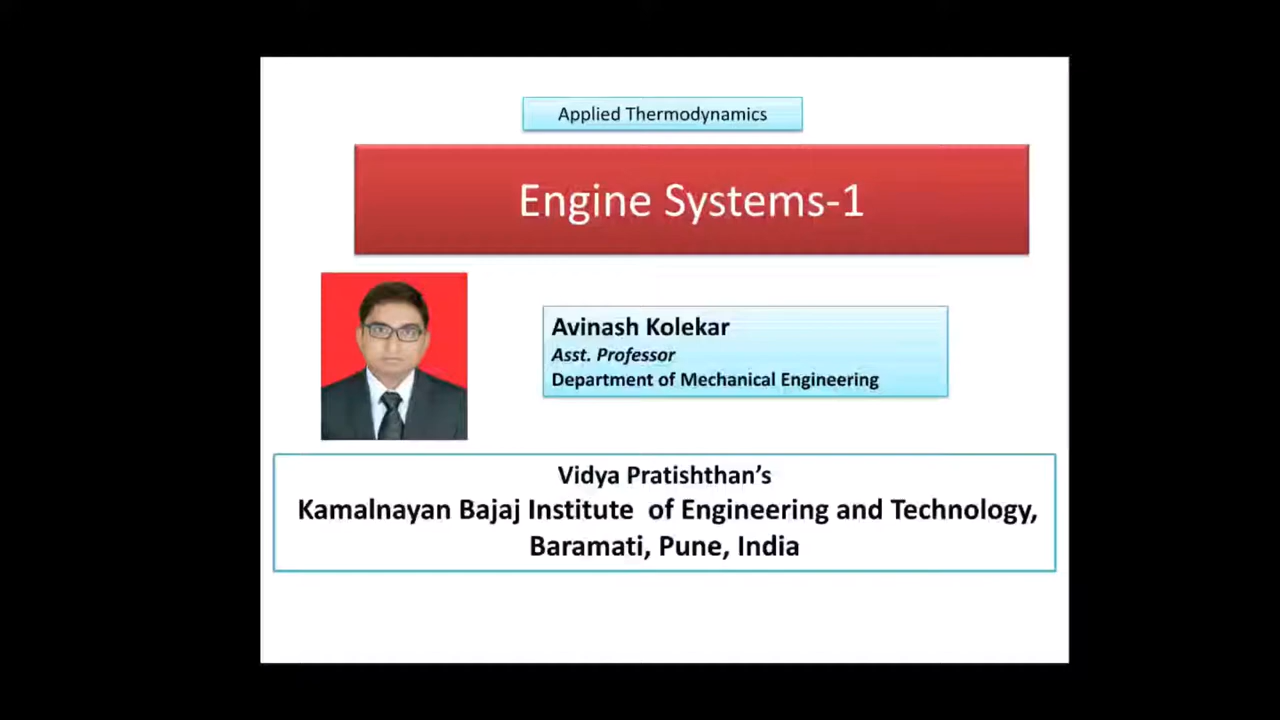 Applied Thermodynamics
Engine Systems-1
Avinash Kolekar
Asst. Professor
Department of Mechanical Engineering
Vidya Pratishthan’s
Kamalnayan Bajaj Institute of Engineering and Technology,
Baramati, Pune, India